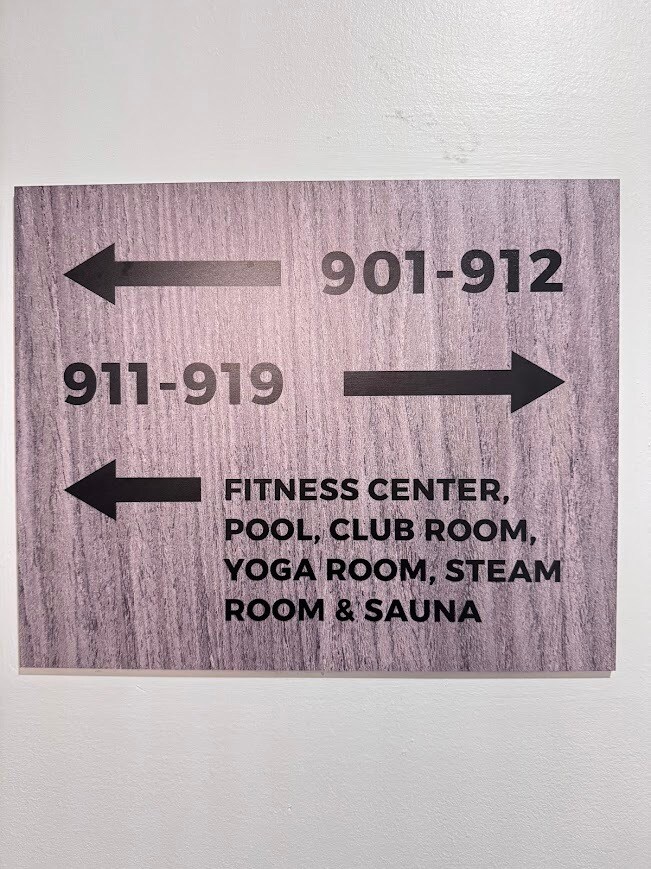 901-912
911-919
FITNESS CENTER,
POOL, CLUB ROOM,
YOGA ROOM, STEAM
ROOM & SAUNA